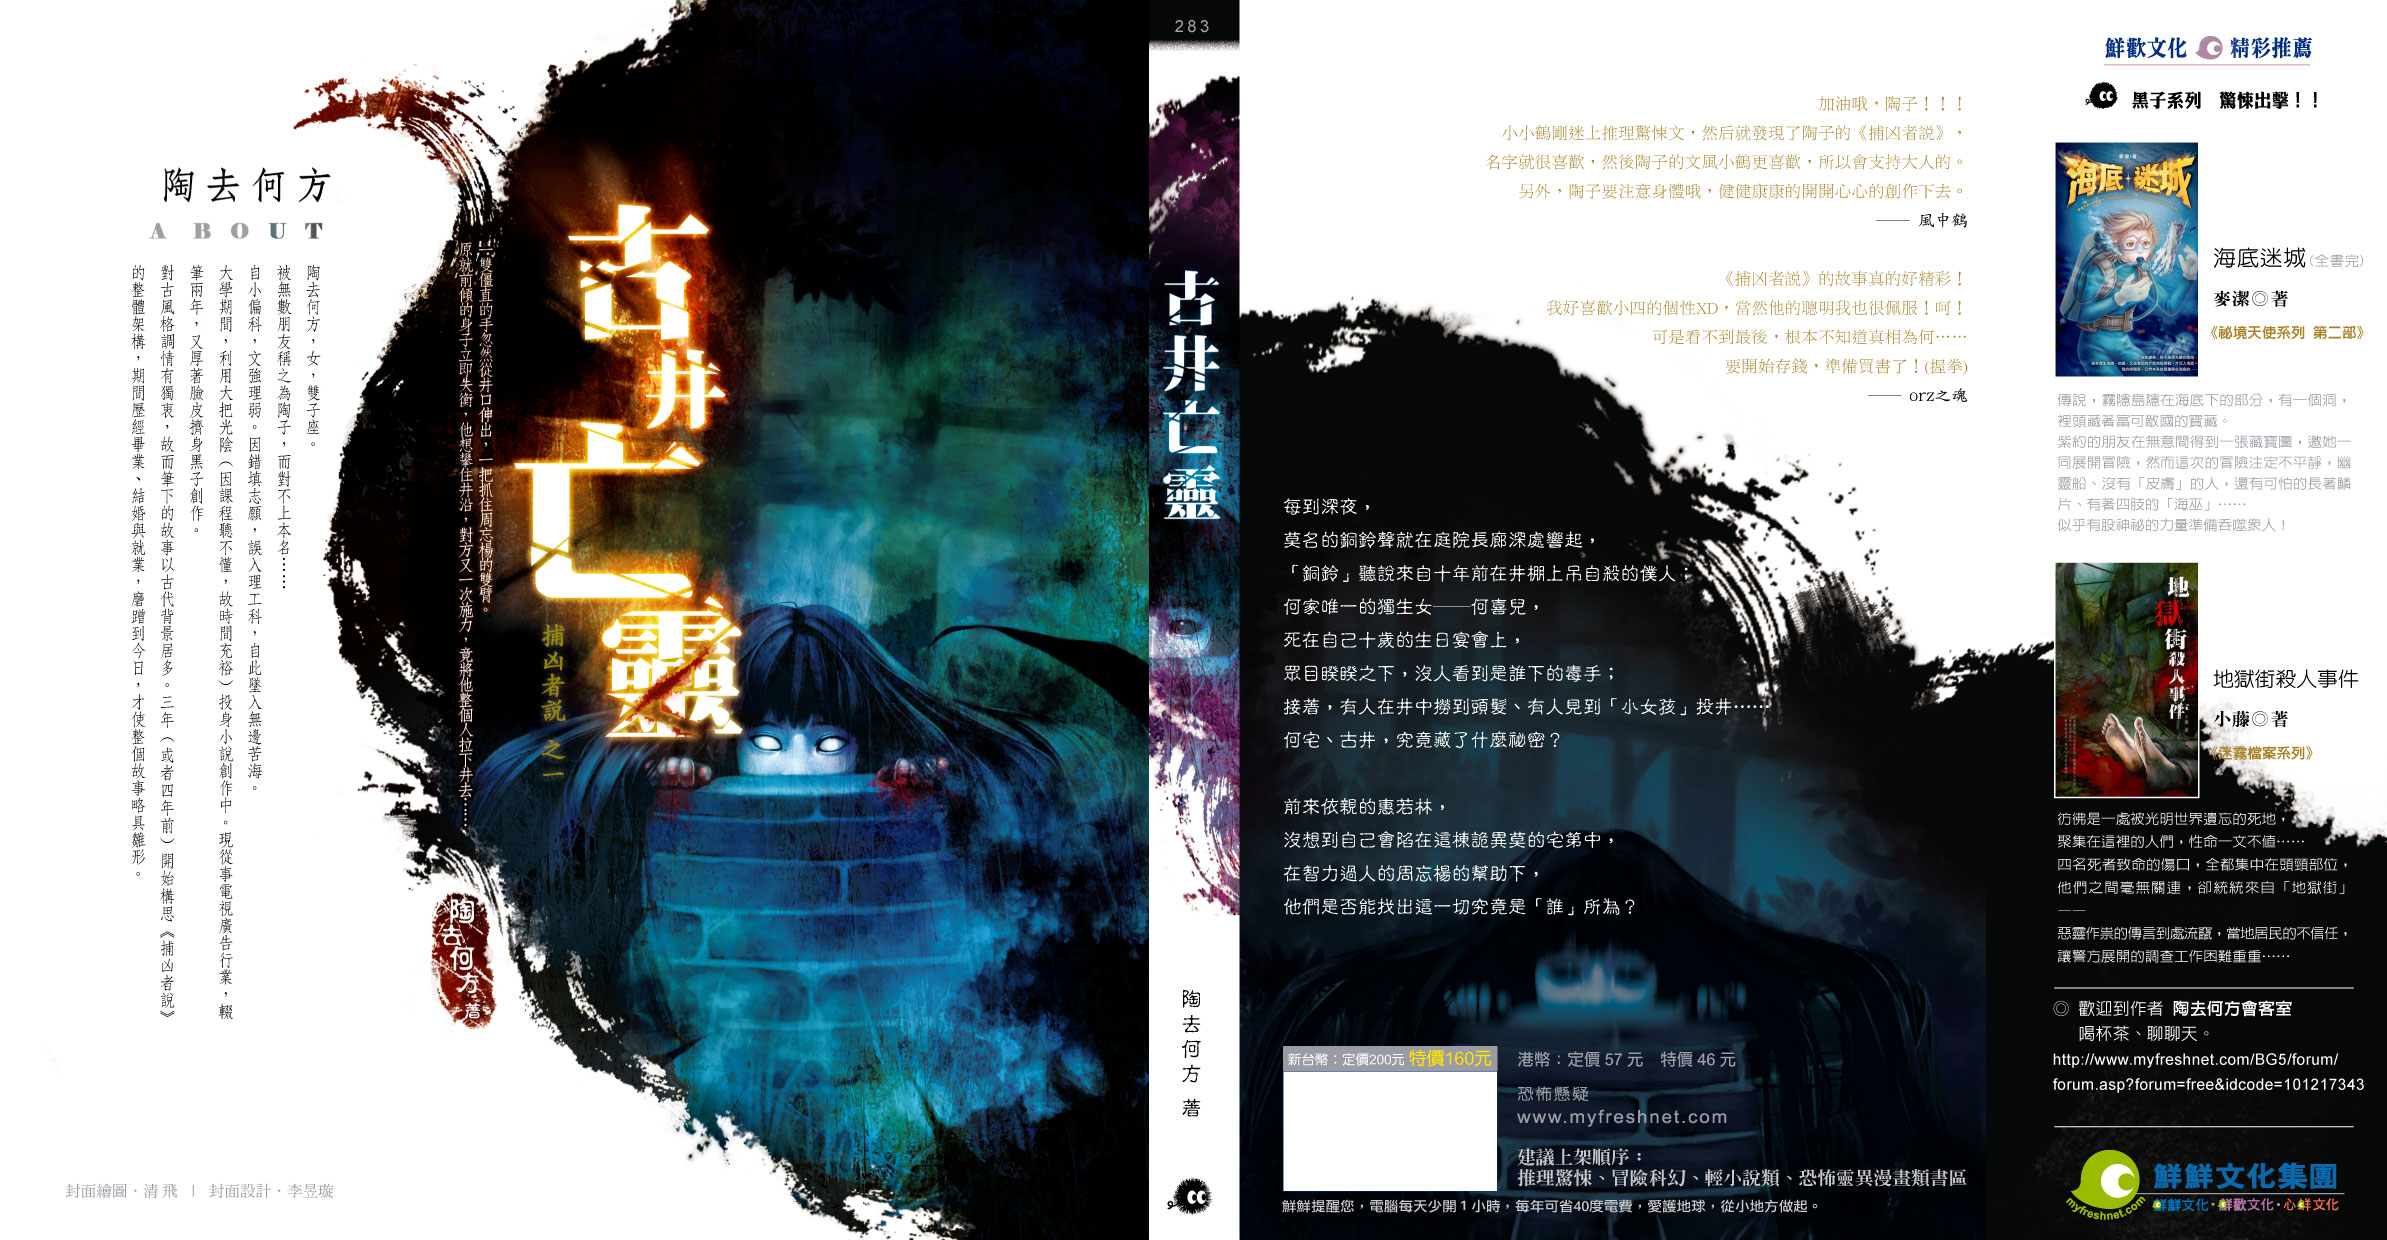 陶去何方
ABOUT
陶去何方，女，雙子座。
被無數朋友稱之為陶子，而對不上本名……
自小偏科，文強理弱。因錯填志願，誤入理工科，自此墜入無邊苦海。
大學期間，利用大把光陰（因課程聽不懂，故時間充裕）投身小說創作中。現從事電視廣告行業，輟
筆兩年，又厚著臉皮擠身黑子創作。
對古風格調情有獨衷，故而筆下的故事以古代背景居多。三年（或者四年前）開始構思《捕凶者說》
的整體架構，期間歷經畢業、結婚與就業，磨蹭到今日，才使整個故事略具雛形。
封面繪圖·清飛 | 封面設計·李昱璇
古井亡靈
捕凶者說 之一
一雙僵直的手忽然從井口伸出，一把抓住周忘楊的雙臂。
原就前傾的身子立即失衡，他想攀住井沿，對方又一次施力，竟將他整個人拉下井去……
陶去何方 著
283
古井亡靈
陶去何方 著
加油哦，陶子！！！
小小鶴剛迷上推理驚悚文，然后就發現了陶子的《捕凶者說》，
名字就很喜歡，然後陶子的文風小鶴更喜歡，所以會支持大人的。
另外，陶子要注意身體哦，健健康康的開開心心的創作下去。
—— 風中鶴
《捕凶者說》的故事真的好精彩！
我好喜歡小四的個性XD，當然他的聰明我也很佩服！呵！
可是看不到最後，根本不知道真相為何……
要開始存錢，準備買書了！(握拳)
—— orz之魂
每到深夜，
莫名的銅鈴聲就在庭院長廊深處響起，
「銅鈴」聽說來自十年前在井棚上吊自殺的僕人；
何家唯一的獨生女——何喜兒，
死在自己十歲的生日宴會上，
眾目睽睽之下，沒人看到是誰下的毒手；
接著，有人在井中撈到頭髮、有人見到「小女孩」投井……
何宅、古井，究竟藏了什麼祕密？
前來依親的惠若林，
沒想到自己會陷在這棟詭異莫的宅第中，
在智力過人的周忘楊的幫助下，
他們是否能找出這一切究竟是「誰」所為？
新台幣：定價200元 特價160元
港幣：定價 57 元 特價 46 元
恐怖懸疑
www.myfreshnet.com
建議上架順序：
推理驚悚、冒險科幻、輕小說類、恐怖靈異漫畫類書區
鮮鮮提醒您，電腦每天少開 1 小時，每年可省40度電費，愛護地球，從小地方做起。
鮮歡文化 精彩推薦
黑子系列 驚悚出擊！！
海底迷城
海底迷城(全書完)
麥潔◎著
《祕境天使系列 第二部》
傳說，霧隱島隱在海底下的部分，有一個洞，
裡頭藏著富可敵國的寶藏。
紫約的朋友在無意間得到一張藏寶圖，邀她一
同展開冒險，然而這次的冒險注定不平靜，幽
靈船、沒有「皮膚」的人，還有可怕的長著鱗
片、有著四肢的「海巫」……
似乎有股神祕的力量準備吞噬眾人！
地獄街殺人事件
地獄街殺人事件
小藤◎著
《迷霧檔案系列》
彷彿是一處被光明世界遺忘的死地，
聚集在這裡的人們，性命一文不值……
四名死者致命的傷口，全都集中在頭頸部位，
他們之間毫無關連，卻統統來自「地獄街」
——
惡靈作祟的傳言到處流竄，當地居民的不信任，
讓警方展開的調查工作困難重重……
◎ 歡迎到作者 陶去何方會客室
喝杯茶、聊聊天。
http://www.myfreshnet.com/BG5/forum/
forum.asp?forum=free&idcode=101217343
myfreshnet.com
鮮鮮文化集團
鮮鮮文化·鮮歡文化·心鮮文化